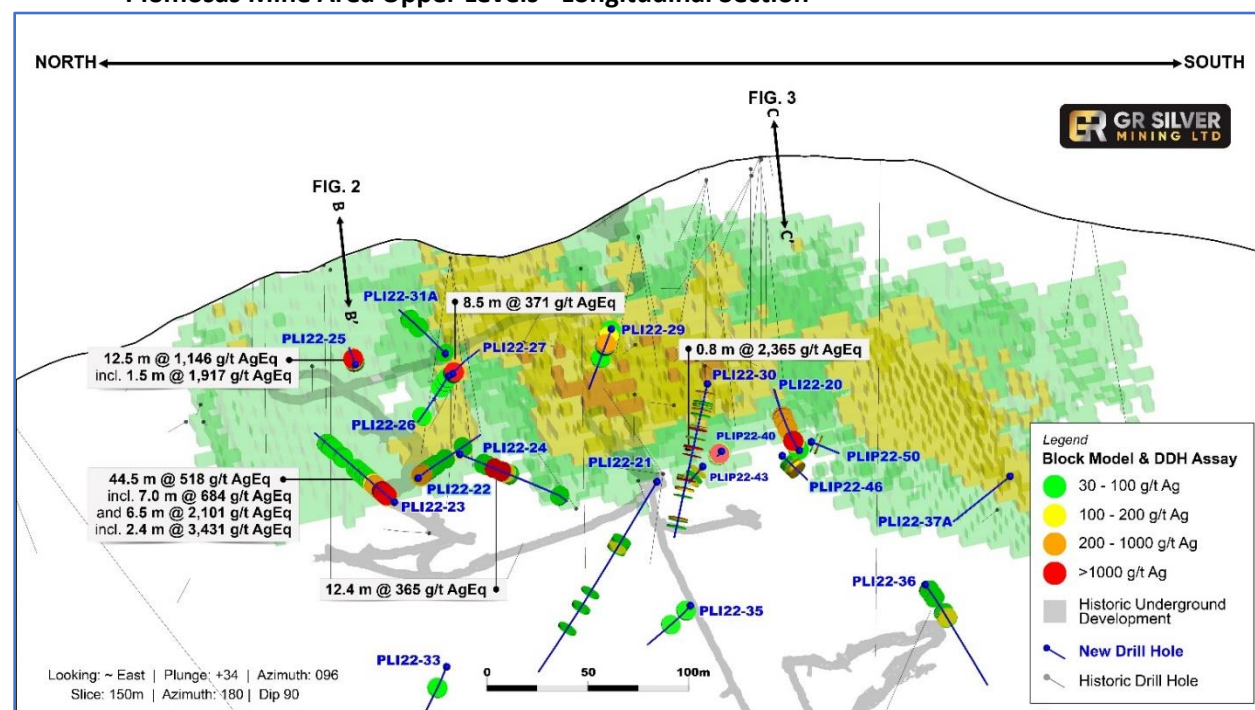 Plomosas Mine Area Upper Levels - Longitudinal Section
NORTH
SOUTH
FIG. 3
C
C'
GR SILVER
MINING LTD
FIG. 2
B
B'
PLI22-31A
8.5 m @ 371 g/t AgEq
PLI22-25
PLI22-27
PLI22-29
12.5 m @ 1,146 g/t AgEq
incl. 1.5 m @ 1,917 g/t AgEq
0.8 m @ 2,365 g/t AgEq
PLI22-30
PLI22-20
PLI22-26
PLI22-24
PLIP22-40
PLIP22-50
PLI22-21
PLIP22-43
PLIP22-46
44.5 m @ 518 g/t AgEq
incl. 7.0 m @ 684 g/t AgEq
and 6.5 m @ 2,101 g/t AgEq
incl. 2.4 m @ 3,431 g/t AgEq
PLI22-22
PLI22-23
PLI22-37A
12.4 m @ 365 g/t AgEq
PLI22-36
PLI22-35
PLI22-33
Legend
Block Model & DDH Assay
30 - 100 g/t Ag
100 - 200 g/t Ag
200 - 1000 g/t Ag
>1000 g/t Ag
Historic Underground
Development
New Drill Hole
Historic Drill Hole
0 50 100m
Looking: ~ East | Plunge: +34 | Azimuth: 096
Slice: 150m | Azimuth: 180 | Dip 90